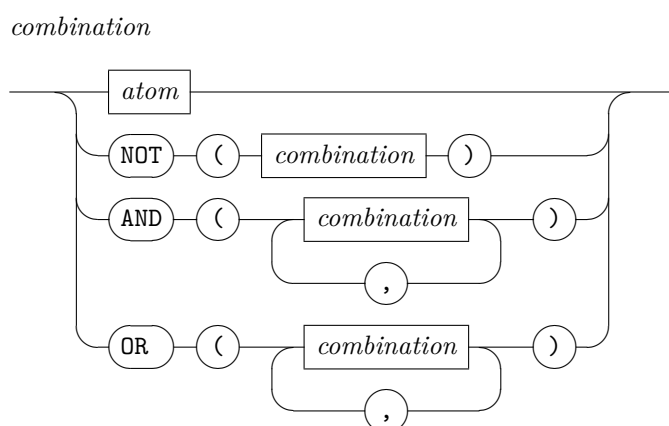 combination
atom
NOT ( combination )
AND ( combination )
,
OR ( combination )
,